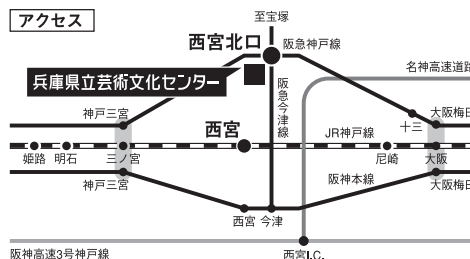 アクセス
至宝塚
西宮北口
阪急神戸線
名神高速道路
兵庫県立芸術文化センター
阪急今津線
神戸三宮
西宮
十三
大阪梅田
JR神戸線
姫路
明石
三ノ宮
尼崎
大阪
神戸三宮
阪神本線
大阪梅田
西宮
今津
阪神高速3号神戸線
西宮I.C.